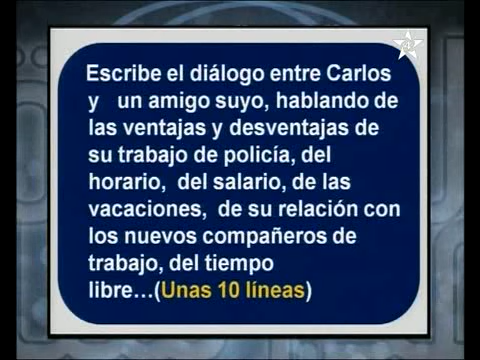 Escribe el diálogo entre Carlos
y un amigo suyo, hablando de
las ventajas y desventajas de
su trabajo de policía, del
horario, del salario, de las
vacaciones, de su relación con
los nuevos compañeros de
trabajo, del tiempo
libre…(Unas 10 líneas)